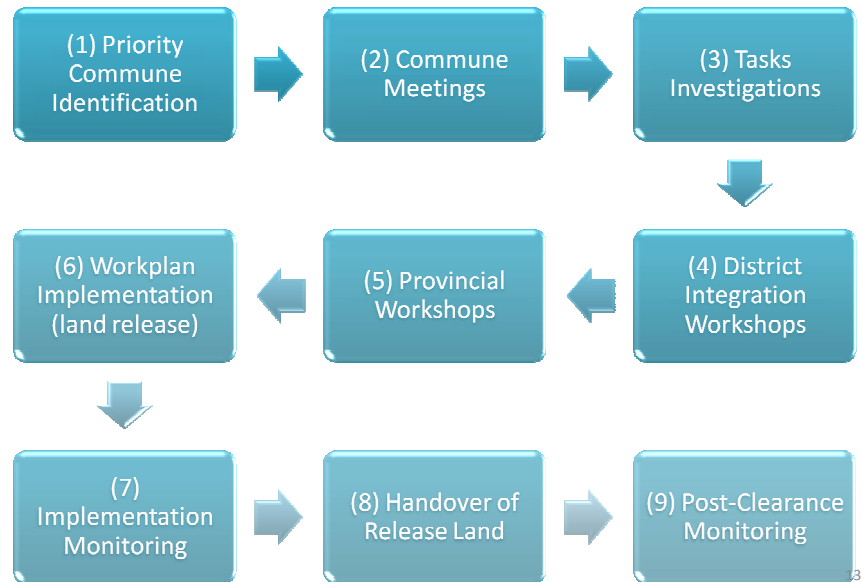 (1) Priority
Commune
Identification
(2) Commune
Meetings
(3) Tasks
Investigations
(4) District
Integration
Workshops
(5) Provincial
Workshops
(6) Workplan
Implementation
(land release)
(7)
Implementation
Monitoring
(8) Handover of
Release Land
(9) Post-Clearance
Monitoring
13